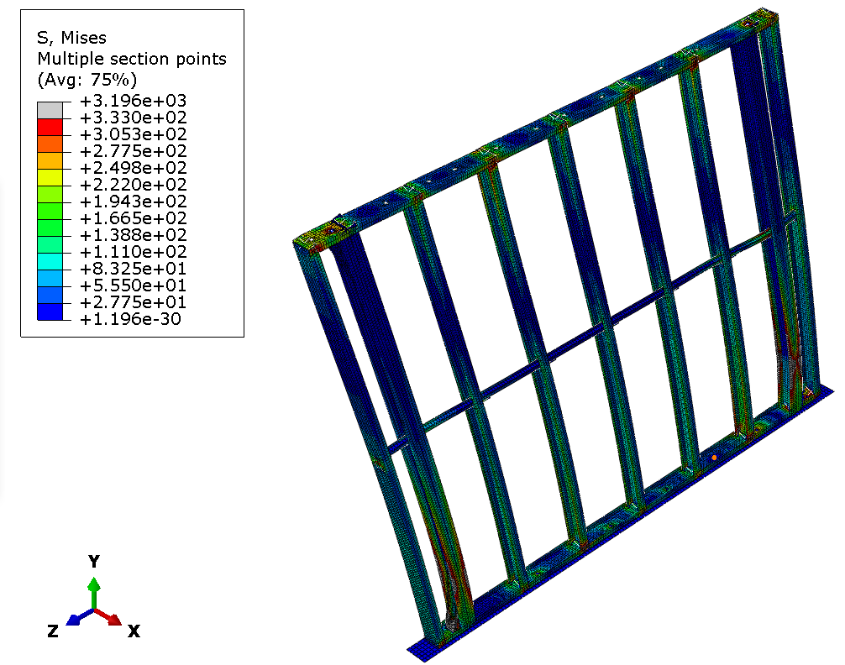 S, Mises
Multiple section points
(Avg: 75%)
+3.196e+03
+3.330e+02
+3.053e+02
+2.775e+02
+2.498e+02
+2.220e+02
+1.943e+02
+1.665e+02
+1.388e+02
+1.110e+02
+8.325e+01
+5.550e+01
+2.775e+01
+1.196e-30
Y
Z X